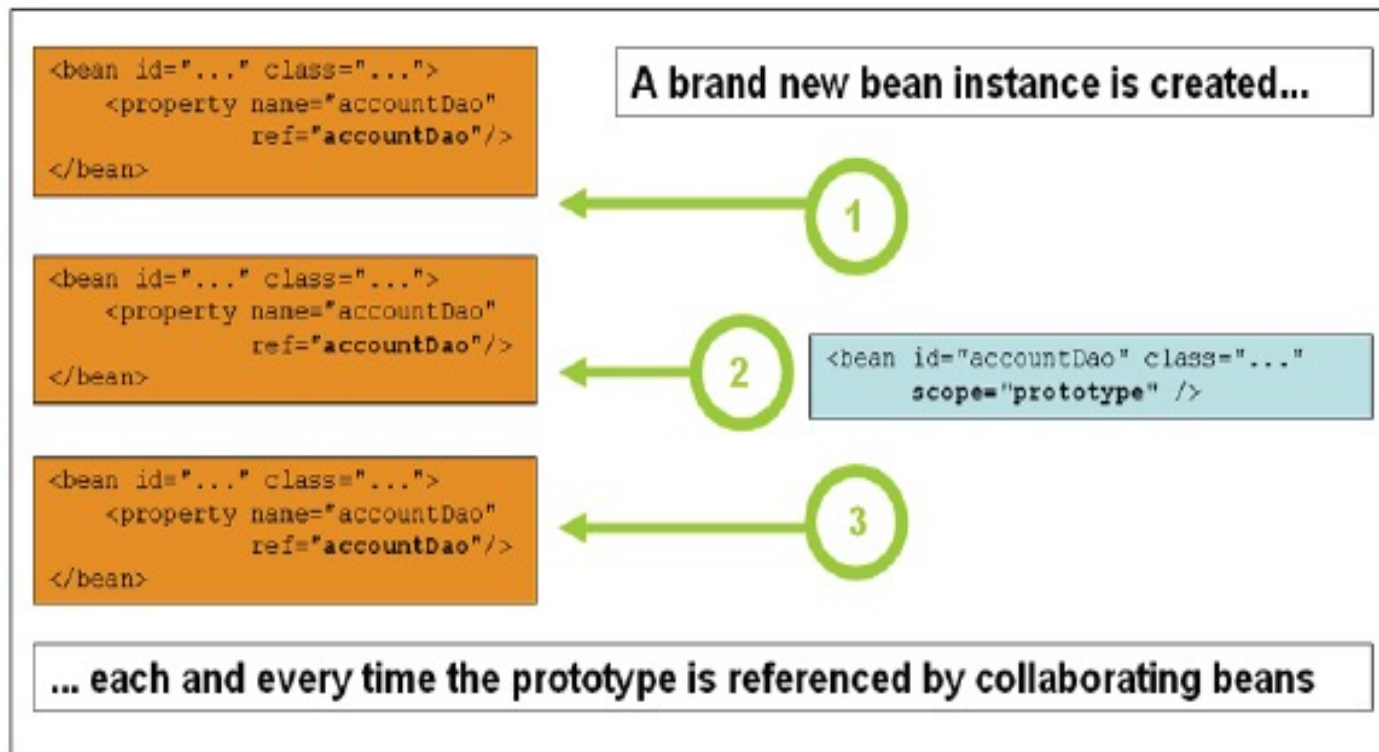 <bean id="..." class="...">
<property name="accountDao"
ref="accountDao"/>
</bean>
A brand new bean instance is created...
1
<bean id="..." class="...">
<property name="accountDao"
ref="accountDao"/>
</bean>
2
<bean id="accountDao" class="..."
scope="prototype" />
<bean id="..." class="...">
<property name="accountDao"
ref="accountDao"/>
</bean>
3
... each and every time the prototype is referenced by collaborating beans